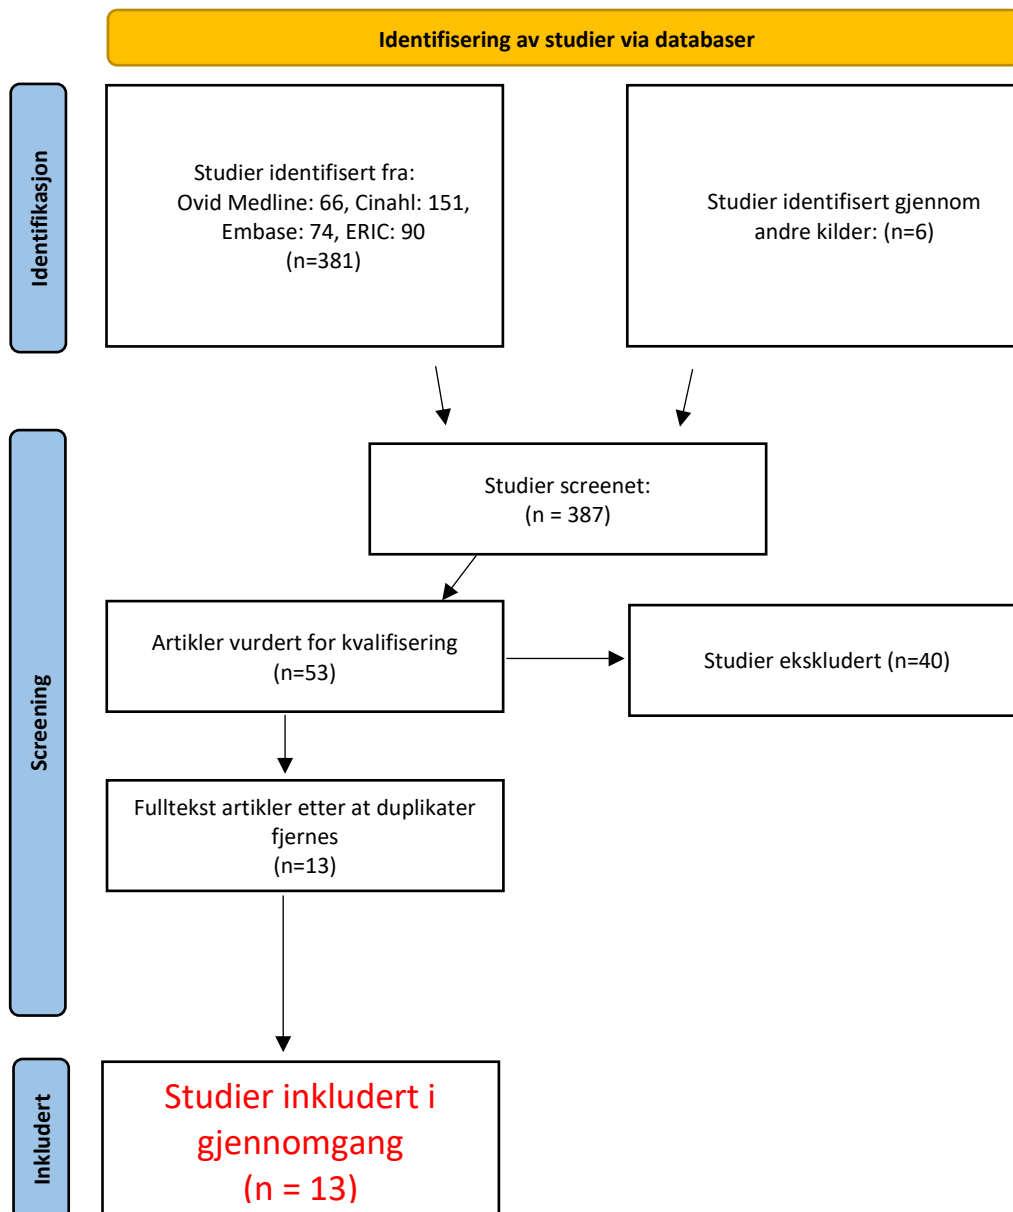 Identifisering av studier via databaser
Identifikasjon
Studier identifisert fra:
Ovid Medline: 66, Cinahl: 151,
Embase: 74, ERIC: 90
(n=381)
Studier identifisert gjennom
andre kilder: (n=6)
Screening
Studier screenet:
(n = 387)
Artikler vurdert for kvalifisering
(n=53)
Studier ekskludert (n=40)
Fulltekst artikler etter at duplikater
fjernes
(n=13)
Inkludert
Studier inkludert i
gjennomgang
(n = 13)